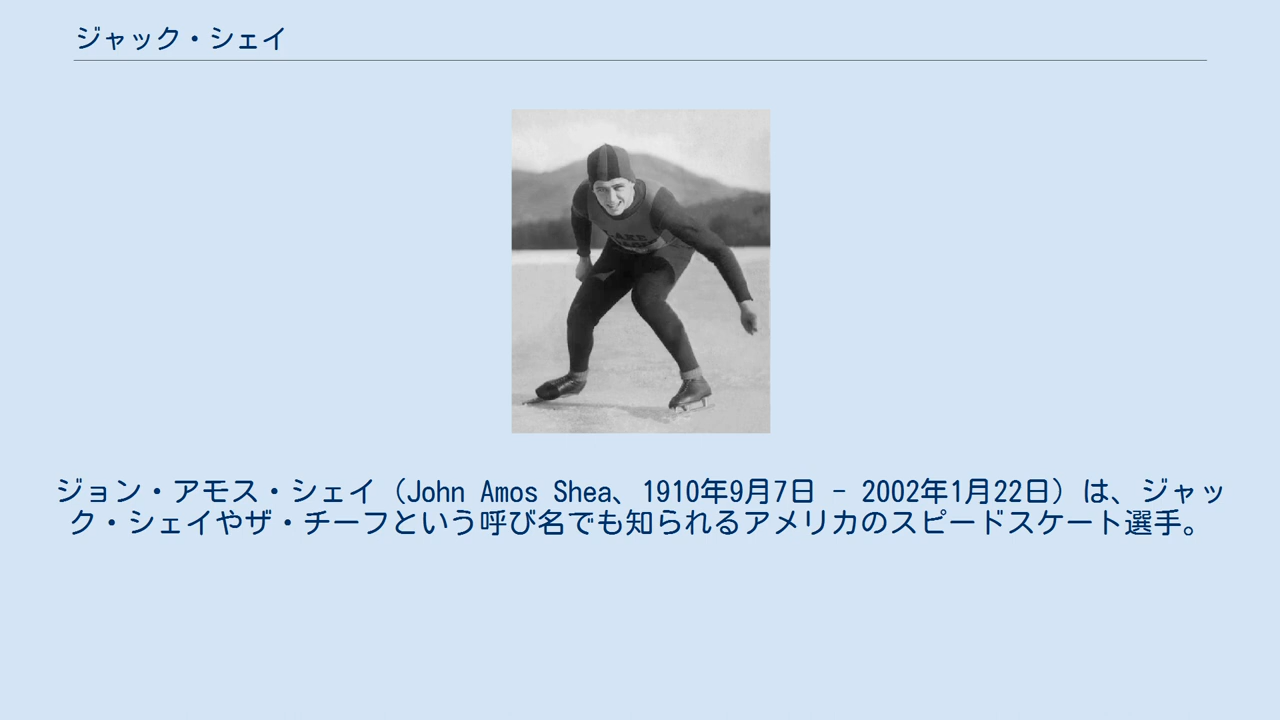 ジャック・シェイ
LAKE
ジョン・アモス・シェイ（John Amos Shea、1910年9月7日 - 2002年1月22日）は、ジャッ
ク・シェイやザ・チーフという呼び名でも知られるアメリカのスピードスケート選手。